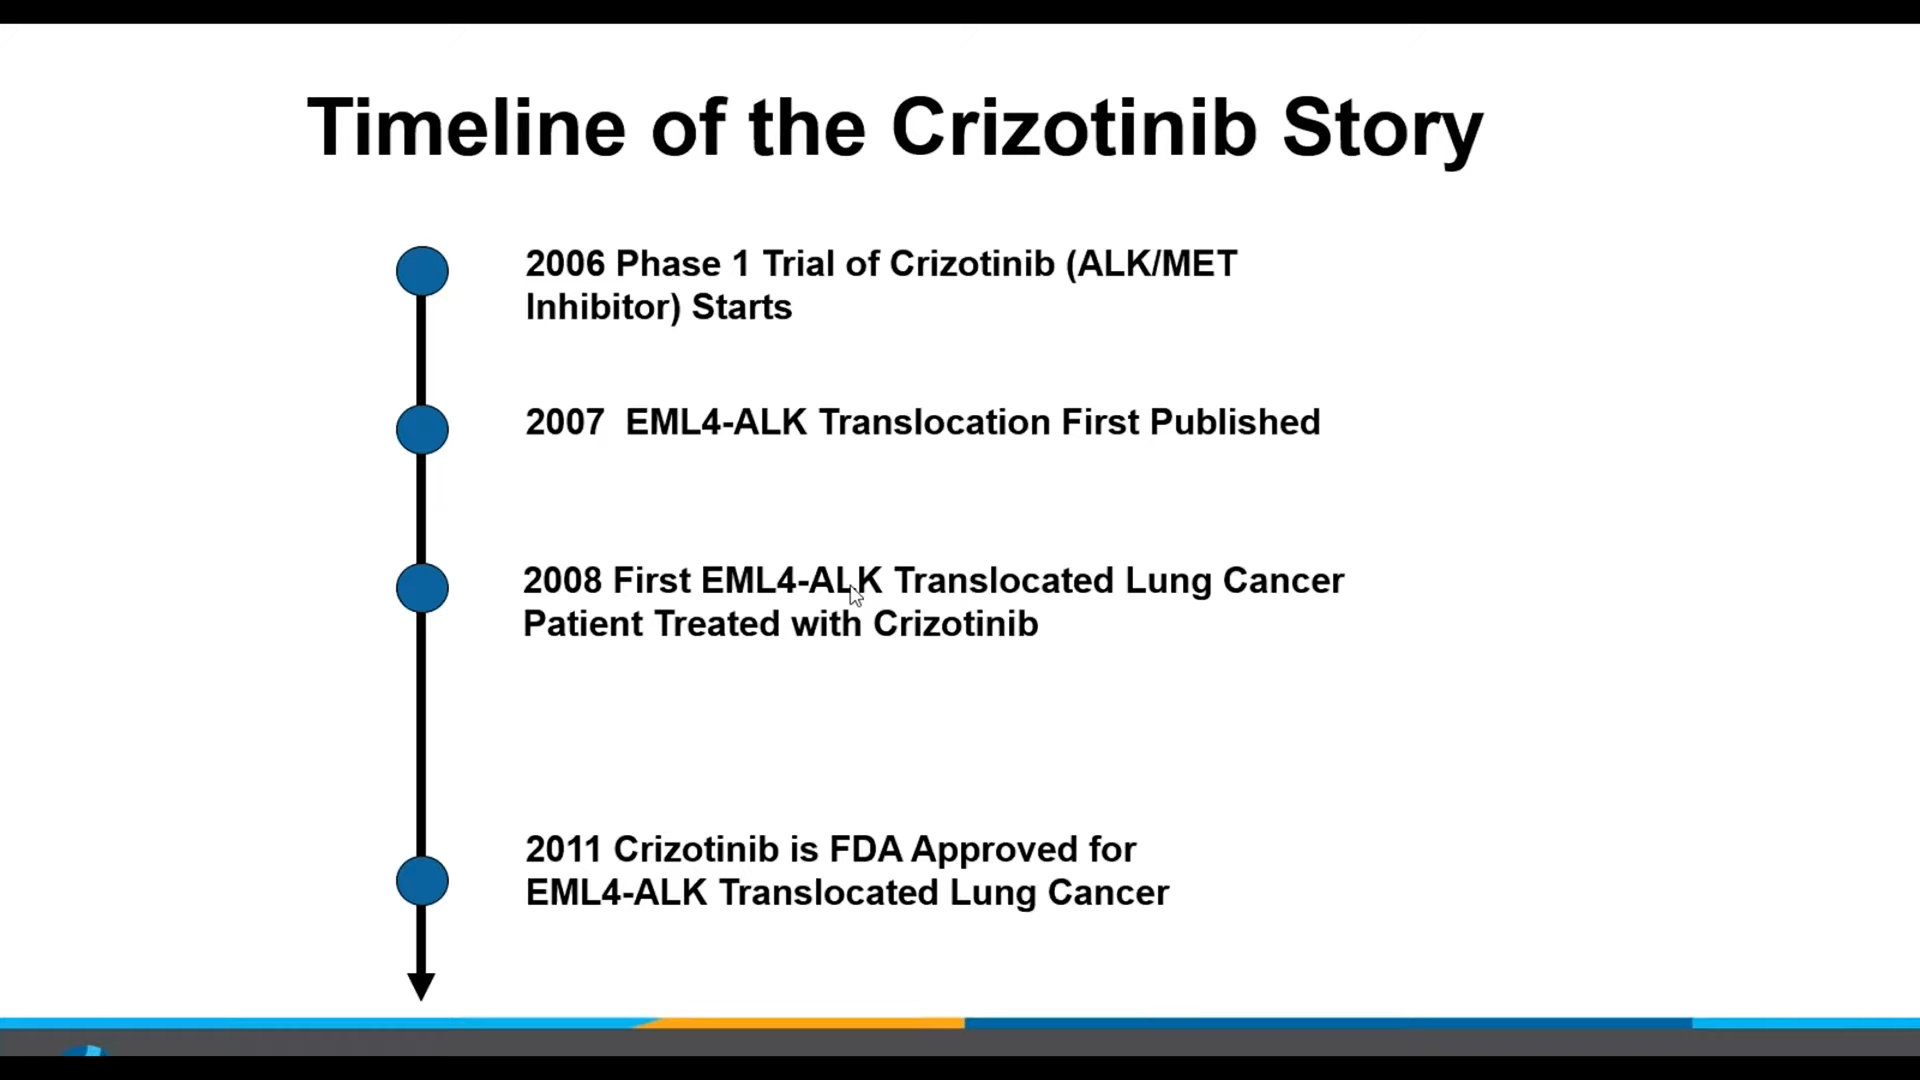 Timeline of the Crizotinib Story
2006 Phase 1 Trial of Crizotinib (ALK/MET
Inhibitor) Starts
2007  EML4-ALK Translocation First Published
2008 First EML4-ALK Translocated Lung Cancer
Patient Treated with Crizotinib
2011 Crizotinib is FDA Approved for
EML4-ALK Translocated Lung Cancer